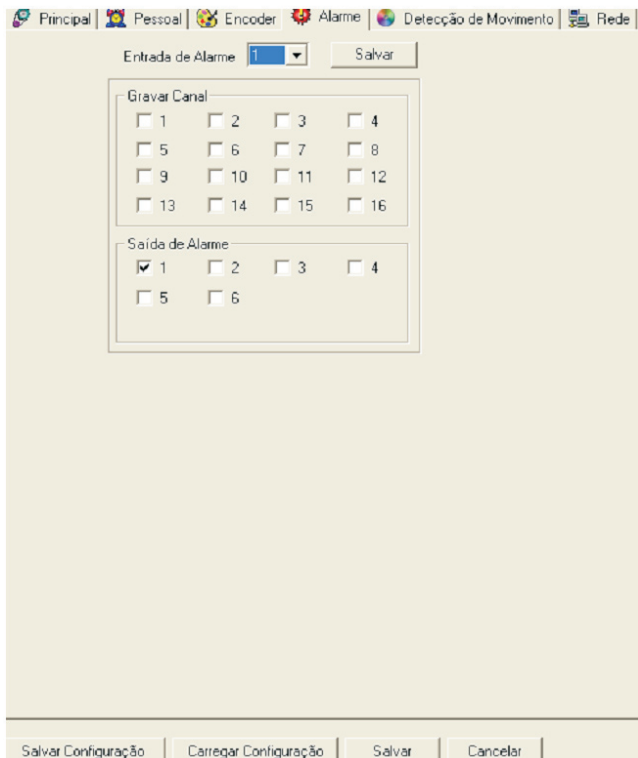 Principal Pessoal Encoder Alarme Detecção de Movimento Rede
Entrada de Alarme 1 Salvar
Gravar Canal
1 2 3 4
5 6 7 8
9 10 11 12
13 14 15 16
Saída de Alarme
1 2 3 4
5 6
Salvar Configuração Carregar Configuração Salvar Cancelar